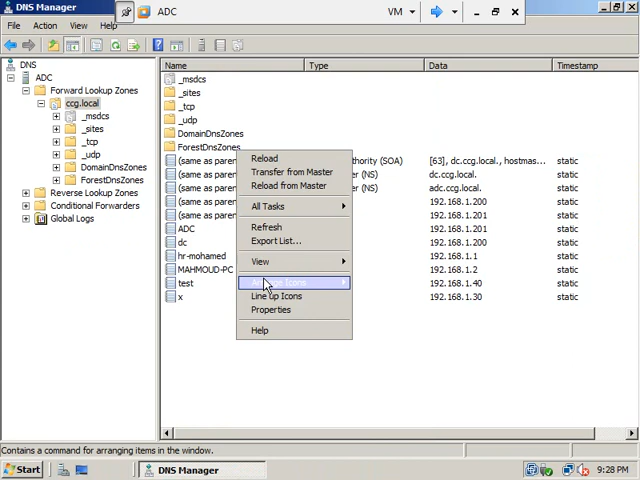 DNS Manager
ADC
VM
File Action View Help
DNS
ADC
Forward Lookup Zones
ccg.local
_msdcs
_sites
_tcp
_udp
DomainDnsZones
ForestDnsZones
Reverse Lookup Zones
Conditional Forwarders
Global Logs
Name Type Data Timestamp
_msdcs
_sites
_tcp
_udp
DomainDnsZones
ForestDnsZones
(same as paren uthority (SOA) [63], dc.ccg.local., hostmas... static
(same as paren r (NS) dc.ccg.local. static
(same as paren r (NS) adc.ccg.local. static
(same as paren 192.168.1.200 static
(same as paren 192.168.1.201 static
ADC 192.168.1.201 static
dc 192.168.1.200 static
hr-mohamed 192.168.1.1 static
MAHMOUD-PC 192.168.1.2 static
test 192.168.1.40 static
x 192.168.1.30 static
Reload
Transfer from Master
Reload from Master
All Tasks
Refresh
Export List...
View
Arrange Icons
Line up Icons
Properties
Help
Contains a command for arranging items in the window.
Start
DNS Manager
9:28 PM